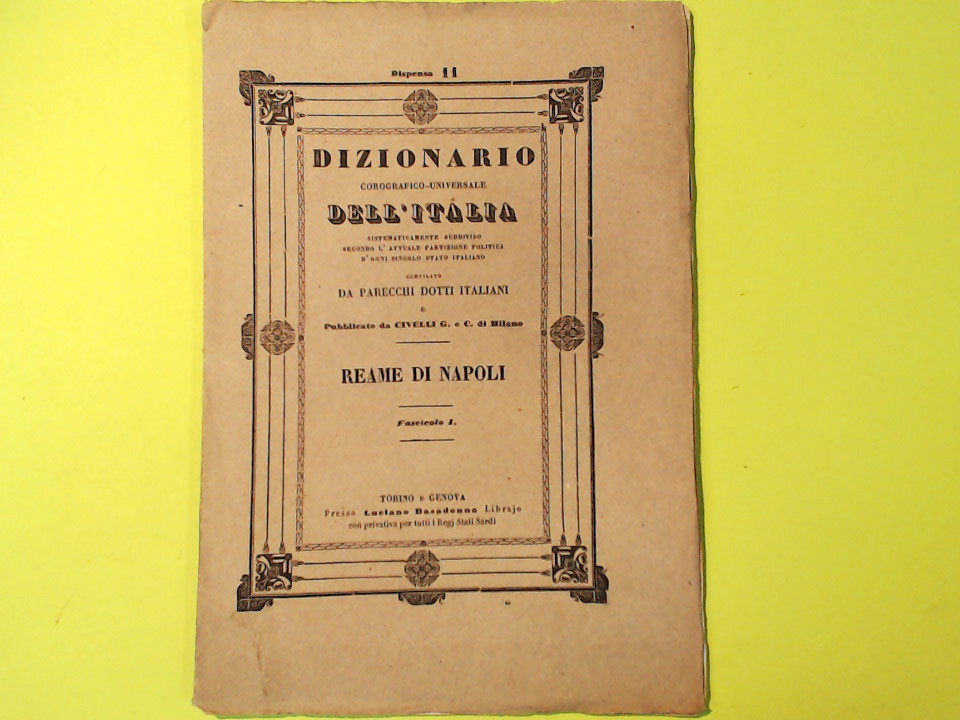 Dispensa 11
DIZIONARIO
COROGRAFICO-UNIVERSALE
DELL'ITALIA
SISTEMATICAMENTE SUDDIVISO
SECONDO L'ATTUALE PARTIZIONE POLITICA
D'OGNI SINGOLO STATO ITALIANO
COMPILATO
DA PARECCHI DOTTI ITALIANI
E
Pubblicato da CIVELLI G. e C. di Milano
REAME DI NAPOLI
Fascicolo I.
TORINO E GENOVA
Presso Luciano Basadonna Librajo
con privativa per tutti i Regj Stati Sardi